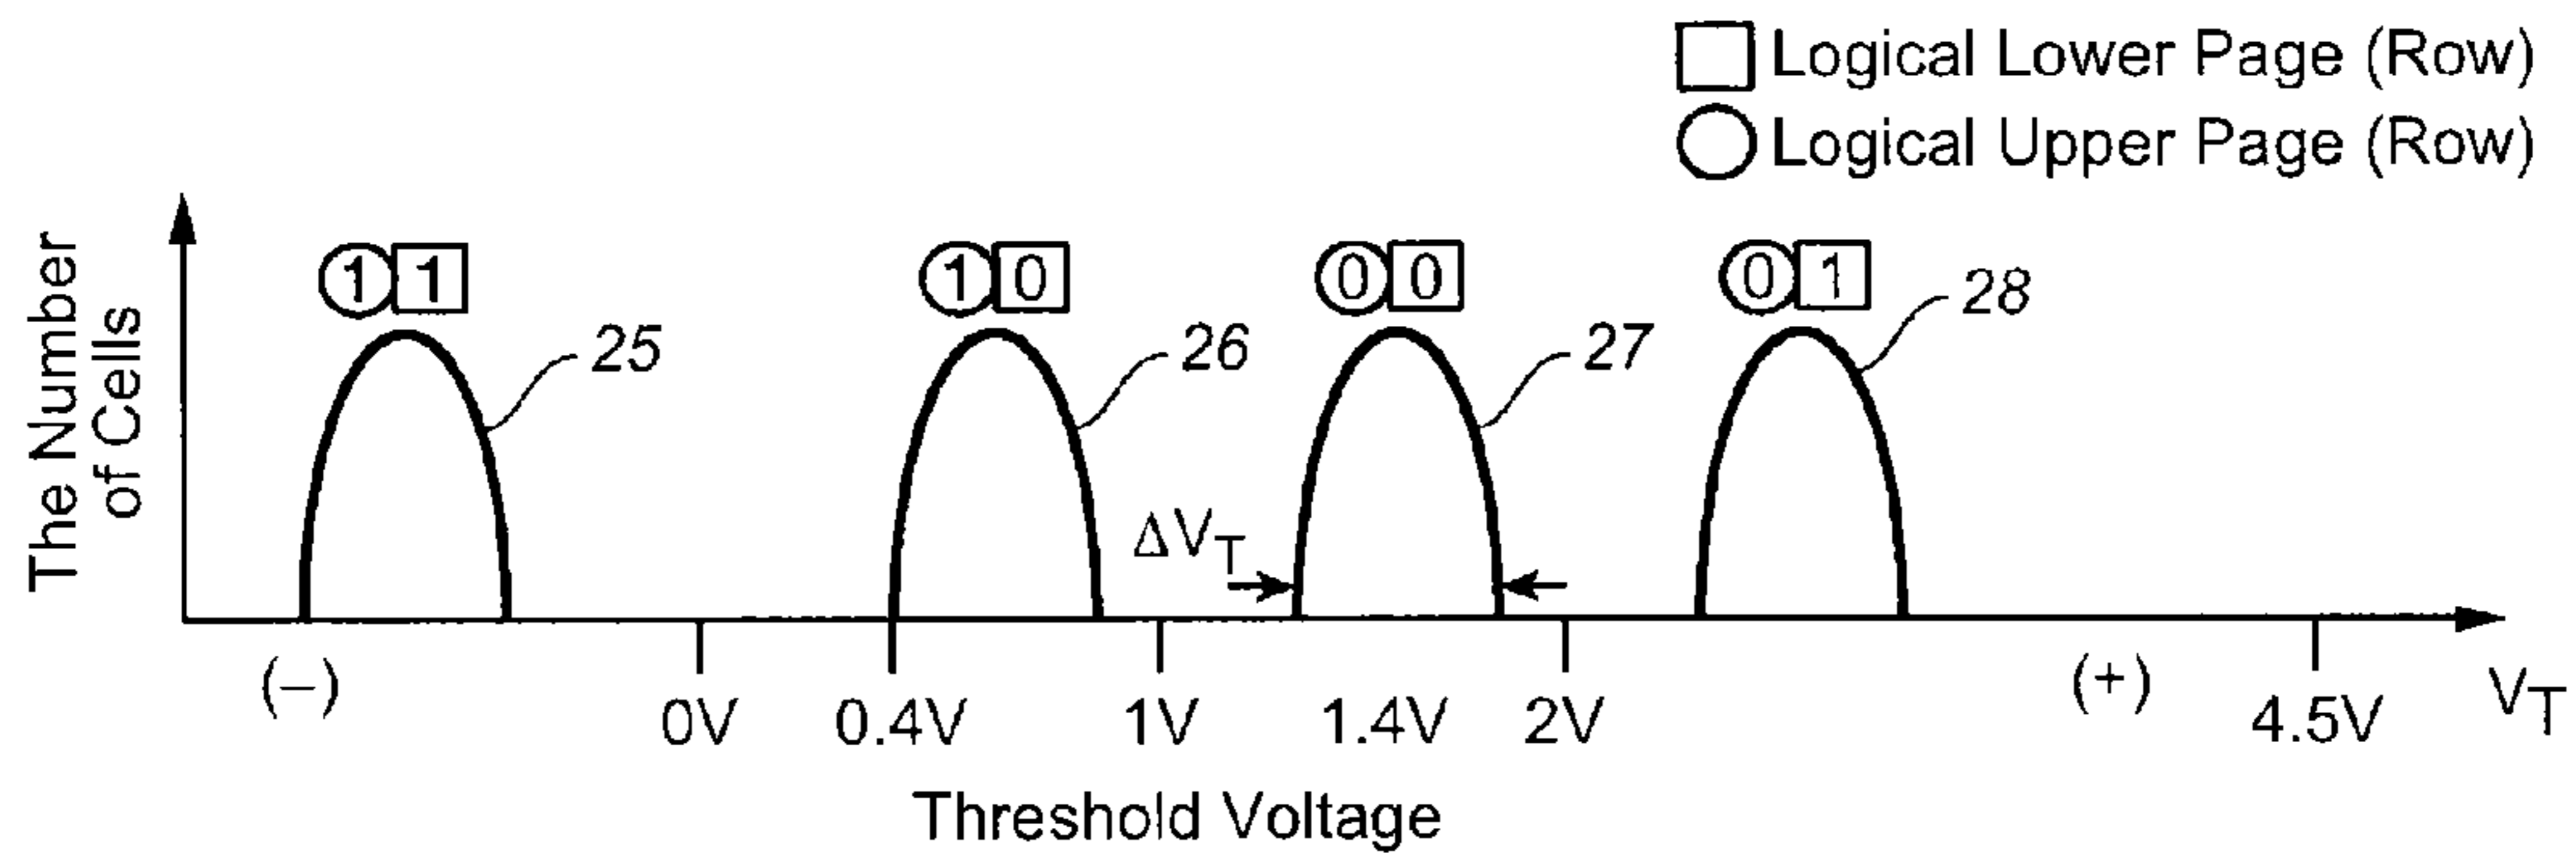 Logical Lower Page (Row)
Logical Upper Page (Row)
The Number
of Cells
1 1
1 0
0 0
0 1
25
26
27
28
ΔVT
(–)
0V
0.4V
1V
1.4V
2V
(+)
4.5V
VT
Threshold Voltage